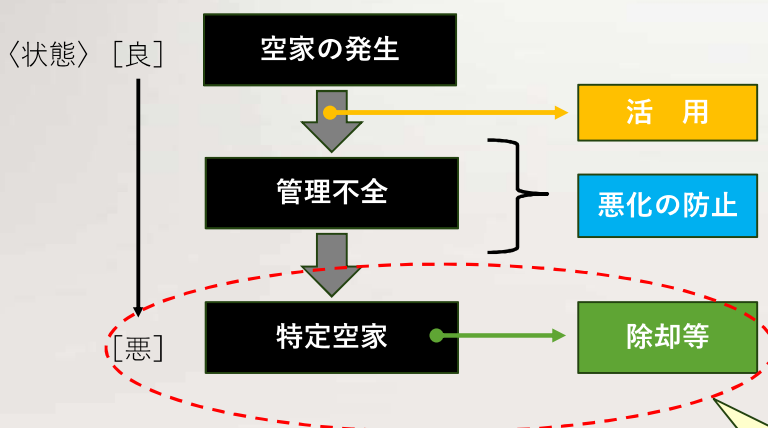 〈状態〉［良］
空家の発生
活　用
管理不全
悪化の防止
［悪］
特定空家
除却等